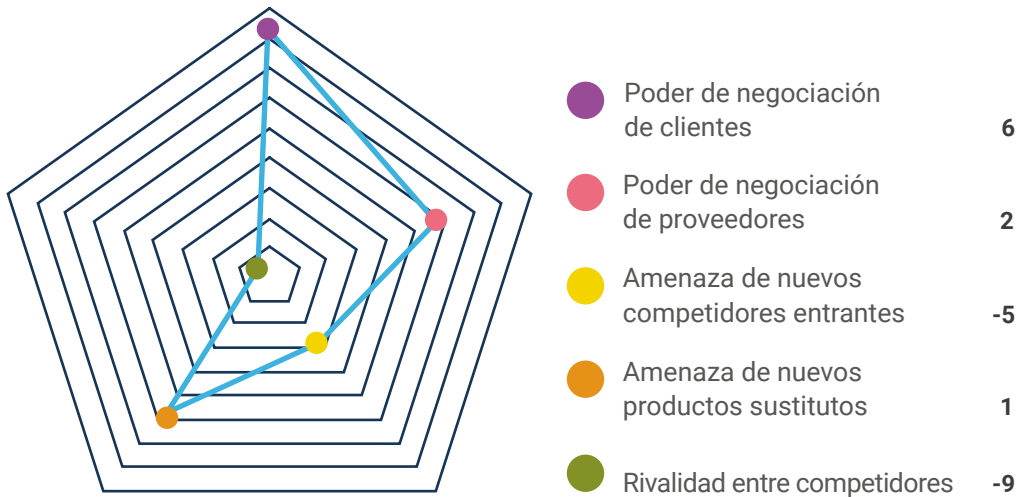 Poder de negociación
de clientes 6
Poder de negociación
de proveedores 2
Amenaza de nuevos
competidores entrantes -5
Amenaza de nuevos
productos sustitutos 1
Rivalidad entre competidores -9